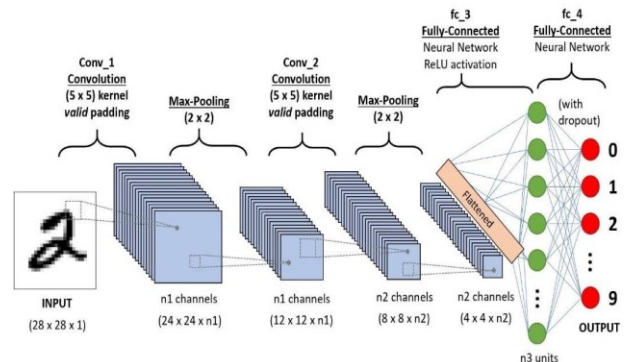 fc_3
Fully-Connected
Neural Network
ReLU activation
fc_4
Fully-Connected
Neural Network
Conv_1
Convolution
(5 x 5) kernel
valid padding
Max-Pooling
(2 x 2)
Conv_2
Convolution
(5 x 5) kernel
valid padding
Max-Pooling
(2 x 2)
(with
dropout)
Flattened
0
1
2
9
2
INPUT
(28 x 28 x 1)
n1 channels
(24 x 24 x n1)
n1 channels
(12 x 12 x n1)
n2 channels
(8 x 8 x n2)
n2 channels
(4 x 4 x n2)
OUTPUT
n3 units